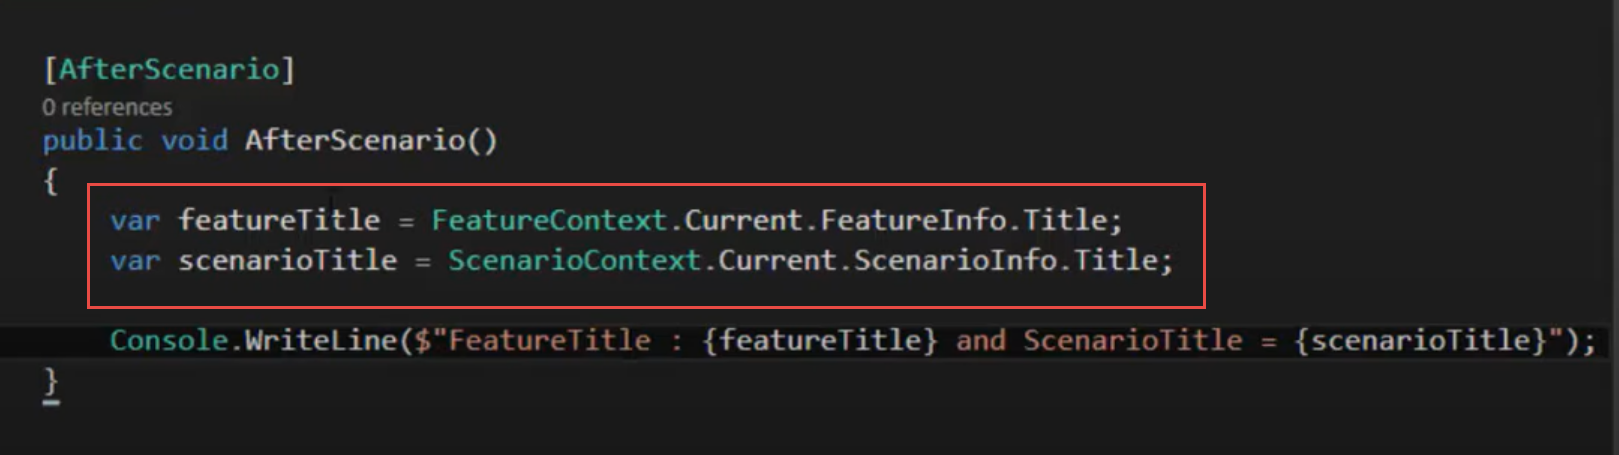 [AfterScenario]
0 references
public void AfterScenario()
{
var featureTitle = FeatureContext.Current.FeatureInfo.Title;
var scenarioTitle = ScenarioContext.Current.ScenarioInfo.Title;
Console.WriteLine($"FeatureTitle : {featureTitle} and ScenarioTitle = {scenarioTitle}");
}